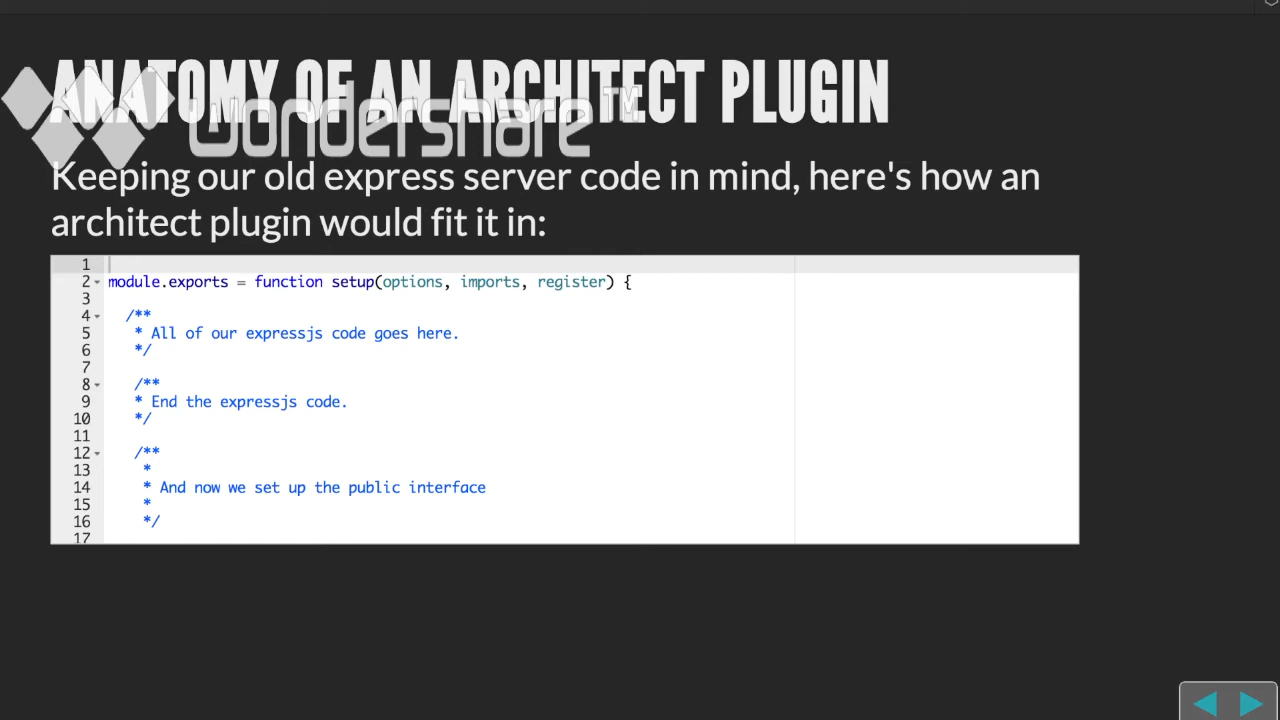 ANATOMY OF AN ARCHITECT PLUGIN
wondershare™
Keeping our old express server code in mind, here's how an
architect plugin would fit it in:
1
2 module.exports = function setup(options, imports, register) {
3
4 /**
5 * All of our expressjs code goes here.
6 */
7
8 /**
9 * End the expressjs code.
10 */
11
12 /**
13 *
14 * And now we set up the public interface
15 *
16 */
17